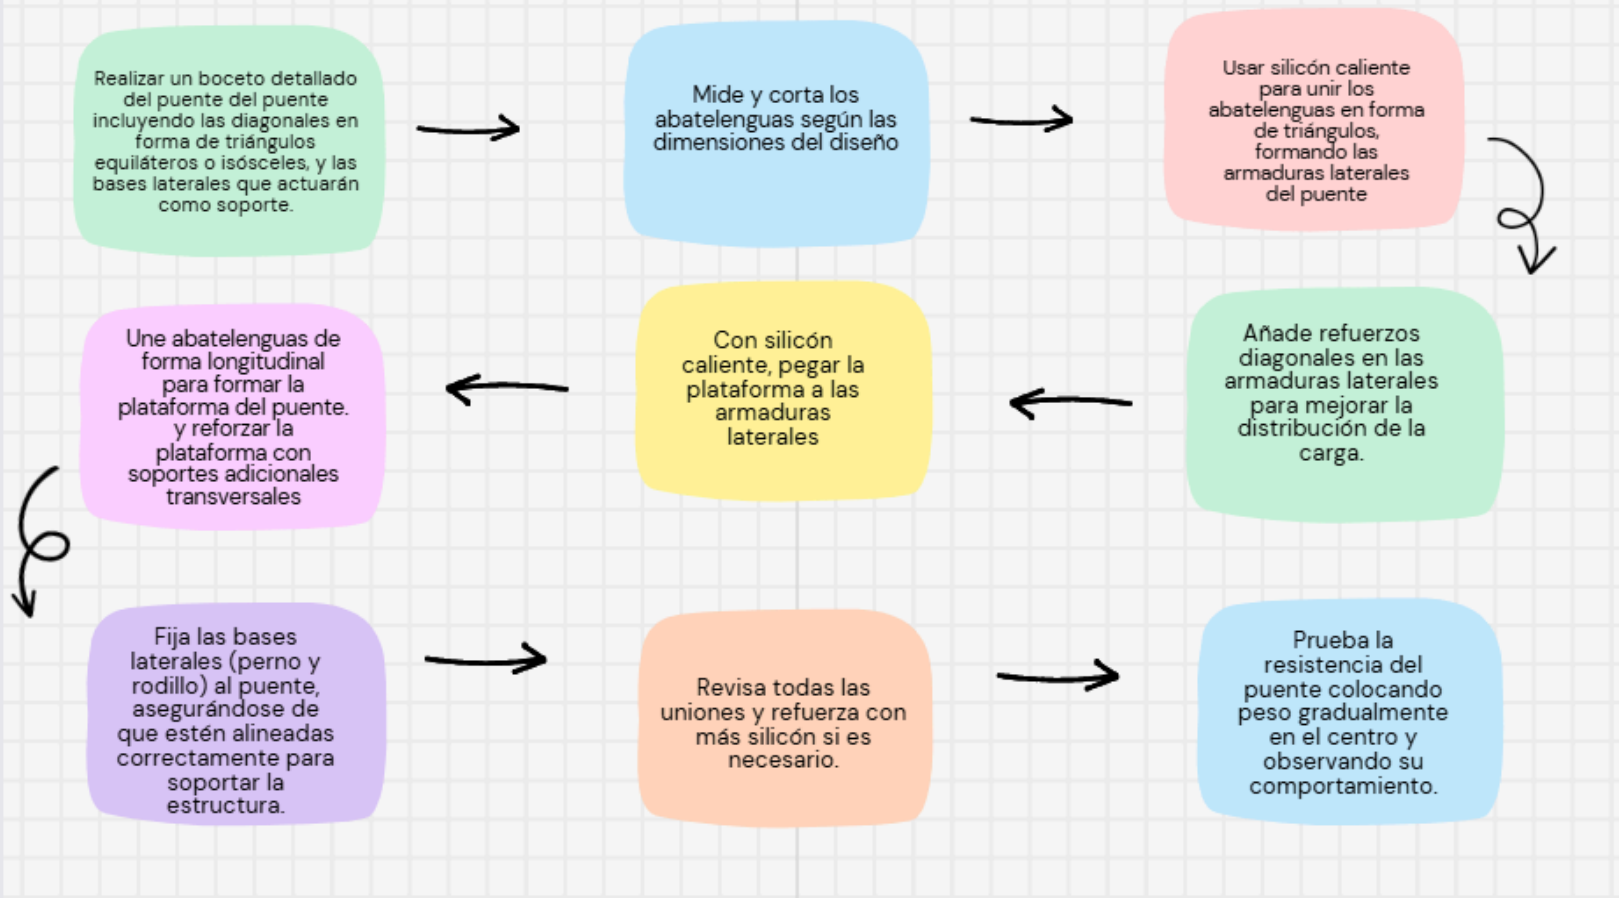 Realizar un boceto detallado
del puente del puente
incluyendo las diagonales en
forma de triángulos
equiláteros o isósceles, y las
bases laterales que actuarán
como soporte.
Mide y corta los
abatelenguas según las
dimensiones del diseño
Usar silicón caliente
para unir los
abatelenguas en forma
de triángulos,
formando las
armaduras laterales
del puente
Añade refuerzos
diagonales en las
armaduras laterales
para mejorar la
distribución de la
carga.
Con silicón
caliente, pegar la
plataforma a las
armaduras
laterales
Une abatelenguas de
forma longitudinal
para formar la
plataforma del puente.
y reforzar la
plataforma con
soportes adicionales
transversales
Fija las bases
laterales (perno y
rodillo) al puente,
asegurándose de
que estén alineadas
correctamente para
soportar la
estructura.
Revisa todas las
uniones y refuerza con
más silicón si es
necesario.
Prueba la
resistencia del
puente colocando
peso gradualmente
en el centro y
observando su
comportamiento.